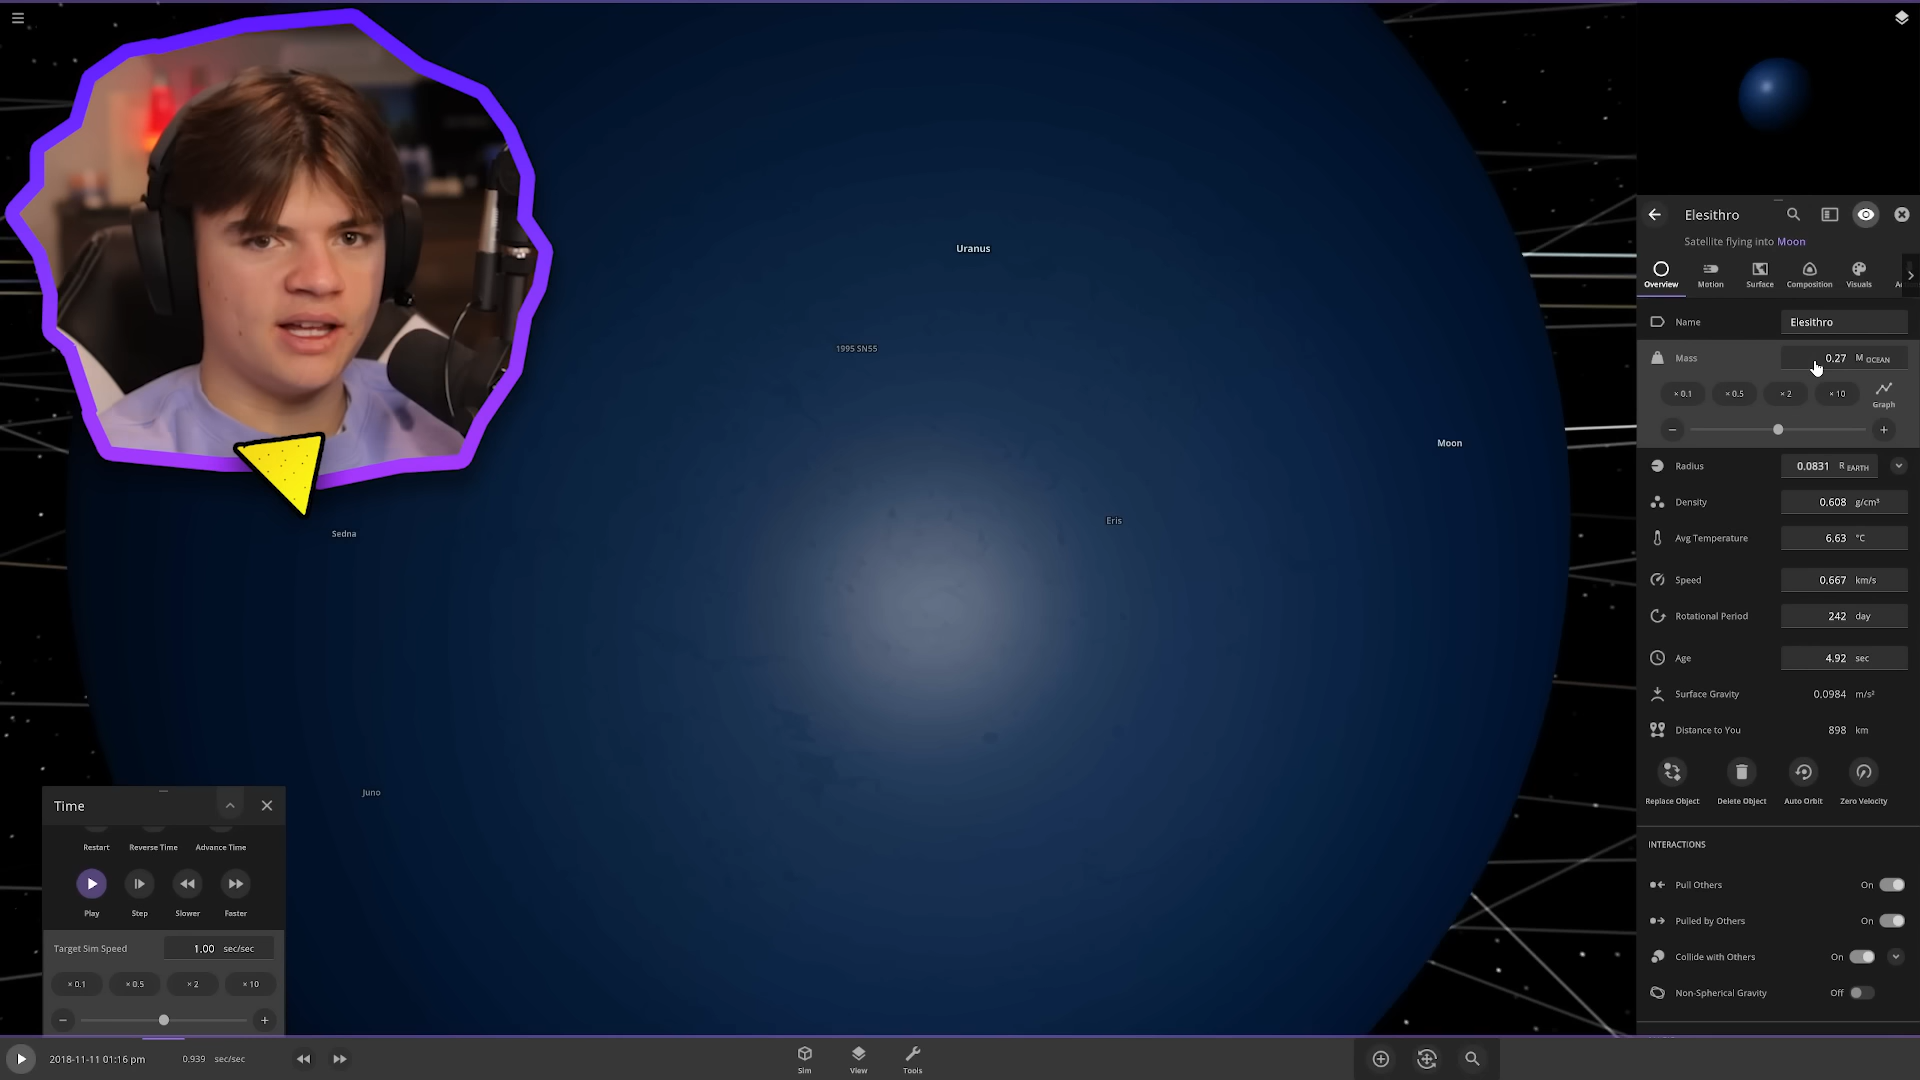 Uranus
1995 SN55
Moon
Eris
Sedna
Juno
Elesithro
Satellite flying into Moon
Overview
Motion
Surface
Composition
Visuals
Name
Elesithro
Mass
0.27 M OCEAN
× 0.1
× 0.5
× 2
× 10
Graph
Radius
0.0831 R EARTH
Density
0.608 g/cm³
Avg Temperature
6.63 °C
Speed
0.667 km/s
Rotational Period
242 day
Age
4.92 sec
Surface Gravity
0.0984 m/s²
Distance to You
898 km
Replace Object
Delete Object
Auto Orbit
Zero Velocity
INTERACTIONS
Pull Others
On
Pulled by Others
On
Collide with Others
On
Non-Spherical Gravity
Off
Time
Restart
Reverse Time
Advance Time
Play
Step
Slower
Faster
Target Sim Speed
1.00 sec/sec
× 0.1
× 0.5
× 2
× 10
2018-11-11 01:16 pm
0.939 sec/sec
Sim
View
Tools